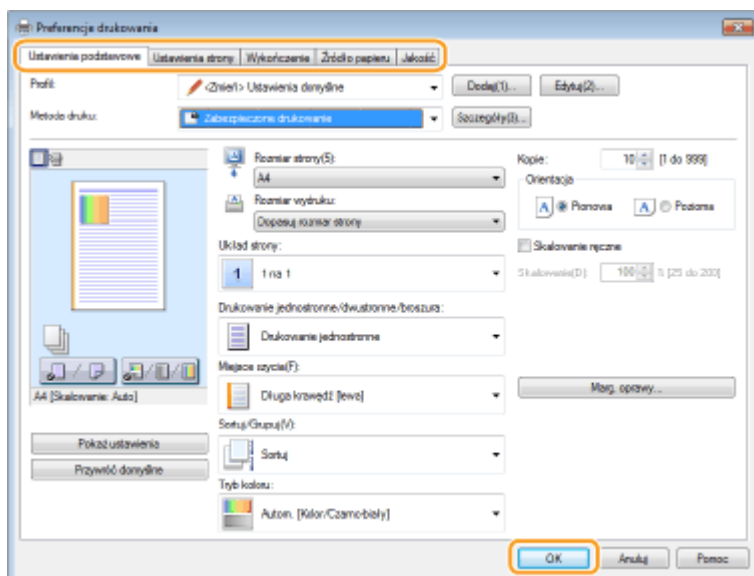 Preferencje drukowania
Ustawienia podstawowe Ustawienia strony Wykończenie Źródło papieru Jakość
Profil: <Zmień> Ustawienia domyślne Dodaj(1)... Edytuj(2)...
Metoda druku: Zabezpieczone drukowanie Szczegóły(3)...
Rozmiar strony(S):
A4
Rozmiar wydruku:
Dopasuj rozmiar strony
Kopie: 10 [1 do 999]
Orientacja
A Pionowa A Pozioma
Układ strony:
1 1 na 1
Skalowanie ręczne
Skalowanie(D): 100 % [25 do 200]
Drukowanie jednostronne/dwustronne/broszura:
Drukowanie jednostronne
Miejsce szycia(F):
Długa krawędź [lewa]
Marg. oprawy...
A4 [Skalowanie: Auto]
Sortuj/Grupuj(V):
Sortuj
Pokaż ustawienia
Przywróć domyślne
Tryb koloru:
Autom. [Kolor/Czarno-biały]
OK Anuluj Pomoc